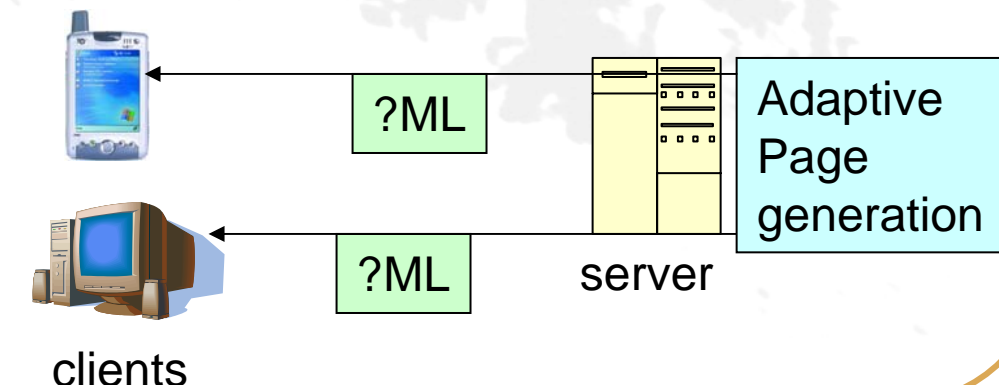 ?ML
Adaptive
Page
generation
?ML
server
clients